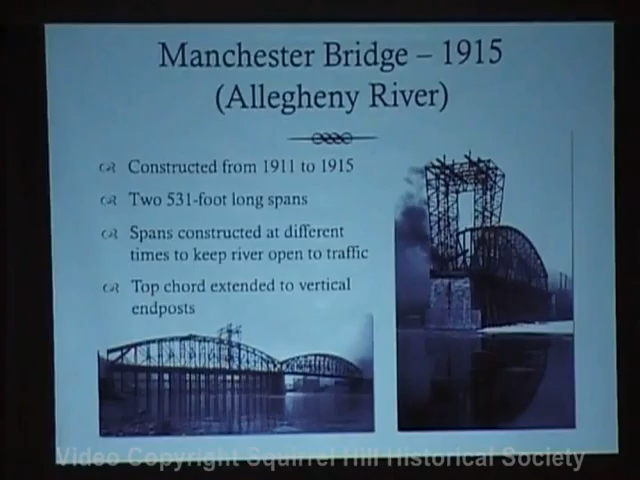 Manchester Bridge – 1915
(Allegheny River)
Constructed from 1911 to 1915
Two 531-foot long spans
Spans constructed at different
times to keep river open to traffic
Top chord extended to vertical
endposts
Video Copyright Squirrel Hill Historical Society